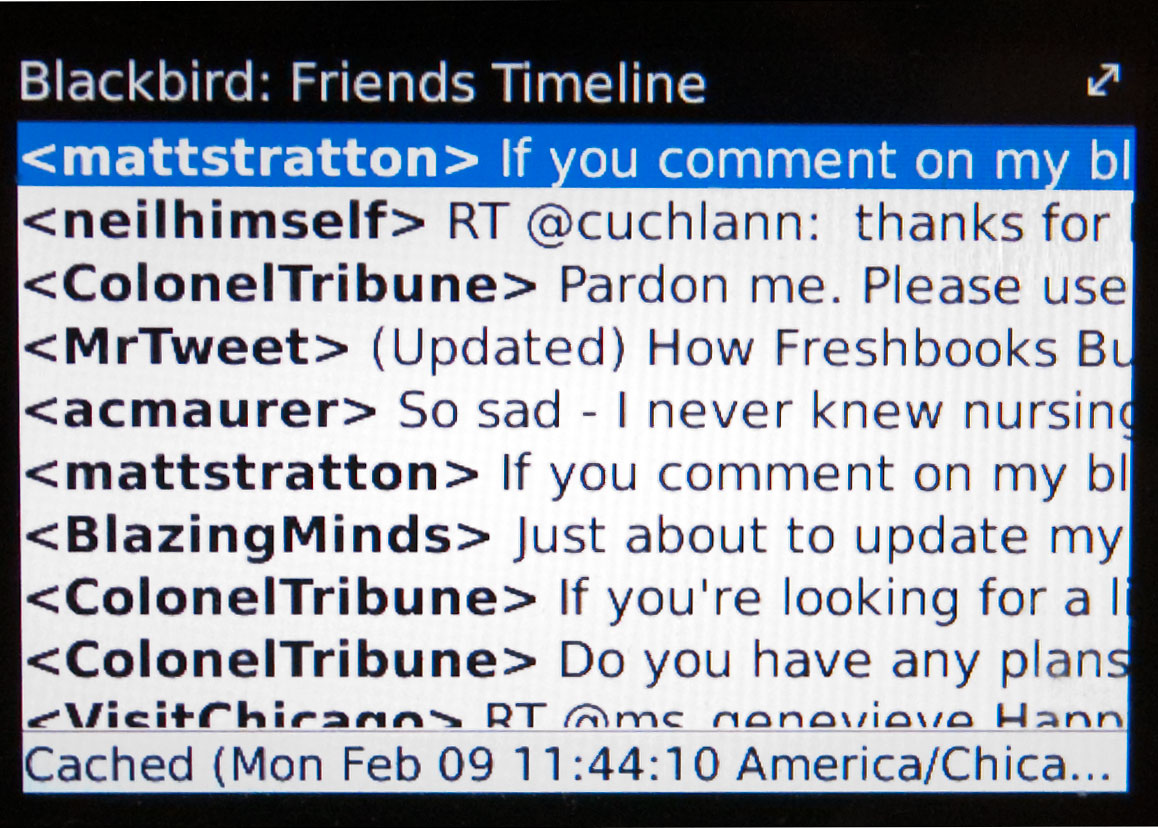 Blackbird: Friends Timeline
<mattstratton> If you comment on my bl
<neilhimself> RT @cuchlann:  thanks for
<ColonelTribune> Pardon me. Please use
<MrTweet> (Updated) How Freshbooks Bu
<acmaurer> So sad - I never knew nursing
<mattstratton> If you comment on my bl
<BlazingMinds> Just about to update my
<ColonelTribune> If you're looking for a li
<ColonelTribune> Do you have any plans
<VisitChicago> RT @ms_genevieve Hann
Cached (Mon Feb 09 11:44:10 America/Chica...